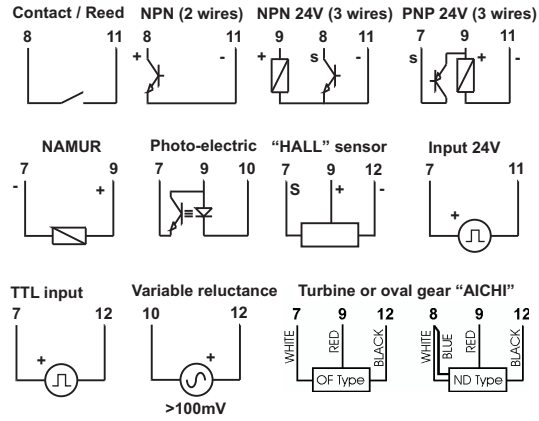 Contact / Reed NPN (2 wires) NPN 24V (3 wires) PNP 24V (3 wires)
8 11 8 11 9 8 11 7 9 11
+ - + s - s + -
NAMUR Photo-electric “HALL” sensor Input 24V
7 9 7 9 10 7 9 12 7 11
- + S + - +
TTL input Variable reluctance Turbine or oval gear “AICHI”
7 12 10 12 7 9 12 8 9 12
WHITE RED BLACK WHITE BLUE RED BLACK
+ + OF Type ND Type
>100mV